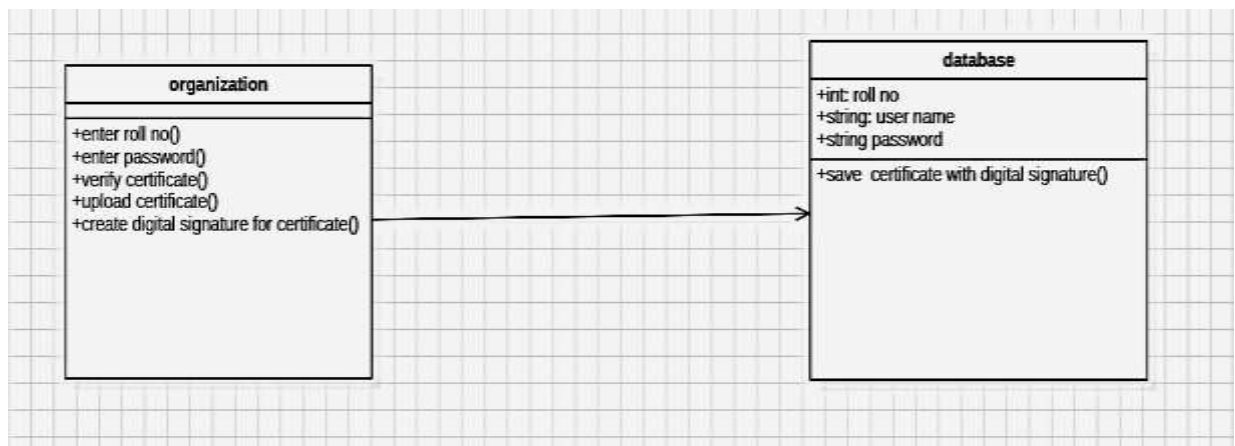 organization
+enter roll no()
+enter password()
+verify certificate()
+upload certificate()
+create digital signature for certificate()
database
+int: roll no
+string: user name
+string password
+save  certificate with digital signature()